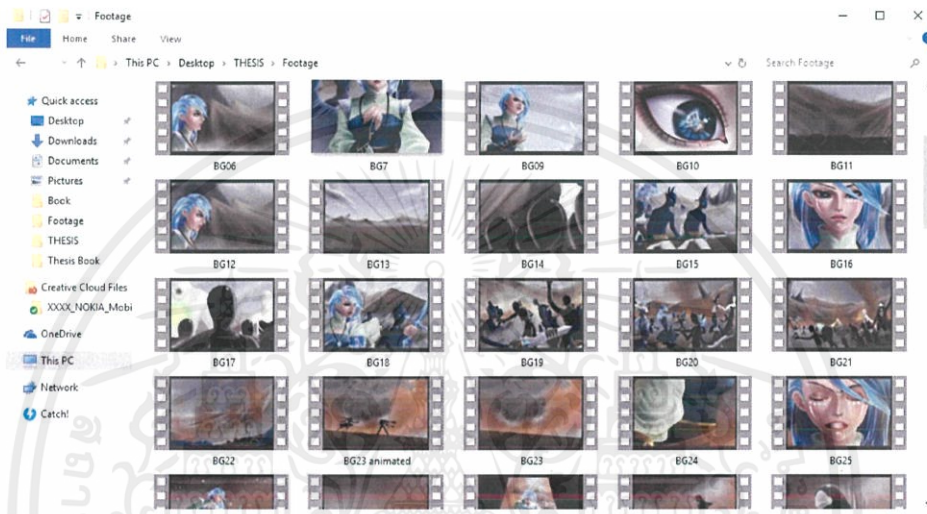 Footage
File Home Share View
This PC > Desktop > THESIS > Footage
Search Footage
Quick access
Desktop
Downloads
Documents
Pictures
Book
Footage
THESIS
Thesis Book
Creative Cloud Files
XXXX_NOKIA_Mobi
OneDrive
This PC
Network
Catch!
BG06 BG7 BG09 BG10 BG11
BG12 BG13 BG14 BG15 BG16
BG17 BG18 BG19 BG20 BG21
BG22 BG23 animated BG23 BG24 BG25